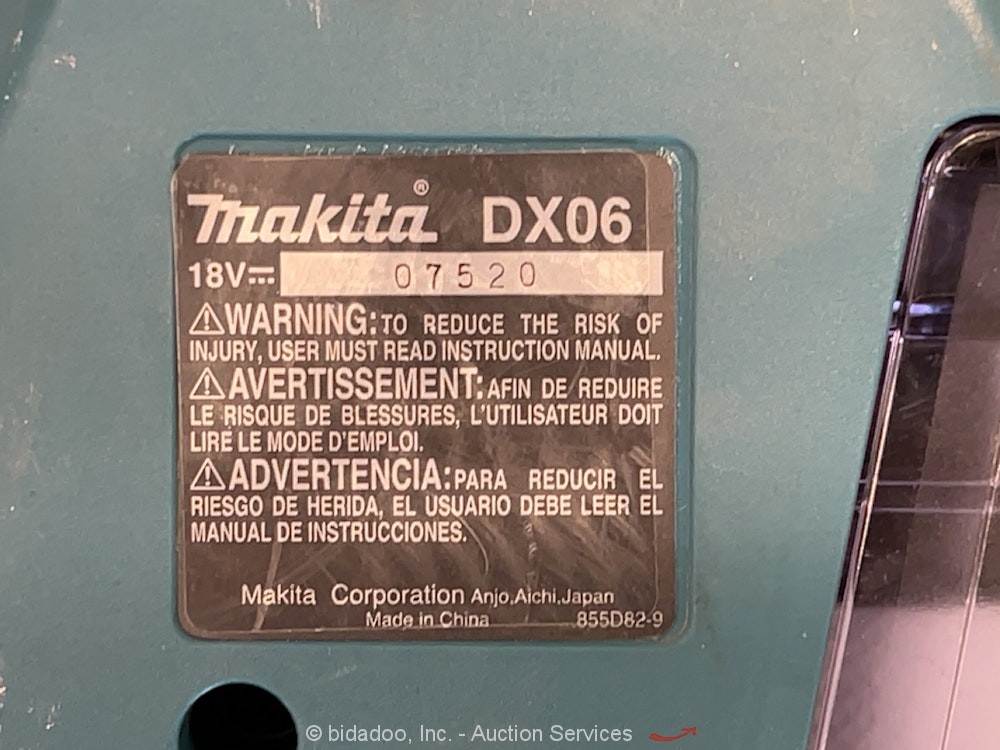 makita® DX06
18V⎓ 07520
⚠WARNING: TO REDUCE THE RISK OF
INJURY, USER MUST READ INSTRUCTION MANUAL.
⚠AVERTISSEMENT: AFIN DE REDUIRE
LE RISQUE DE BLESSURES, L'UTILISATEUR DOIT
LIRE LE MODE D'EMPLOI.
⚠ADVERTENCIA: PARA REDUCIR EL
RIESGO DE HERIDA, EL USUARIO DEBE LEER EL
MANUAL DE INSTRUCCIONES.
Makita Corporation Anjo,Aichi,Japan
Made in China 855D82-9
© bidadoo, Inc. - Auction Services